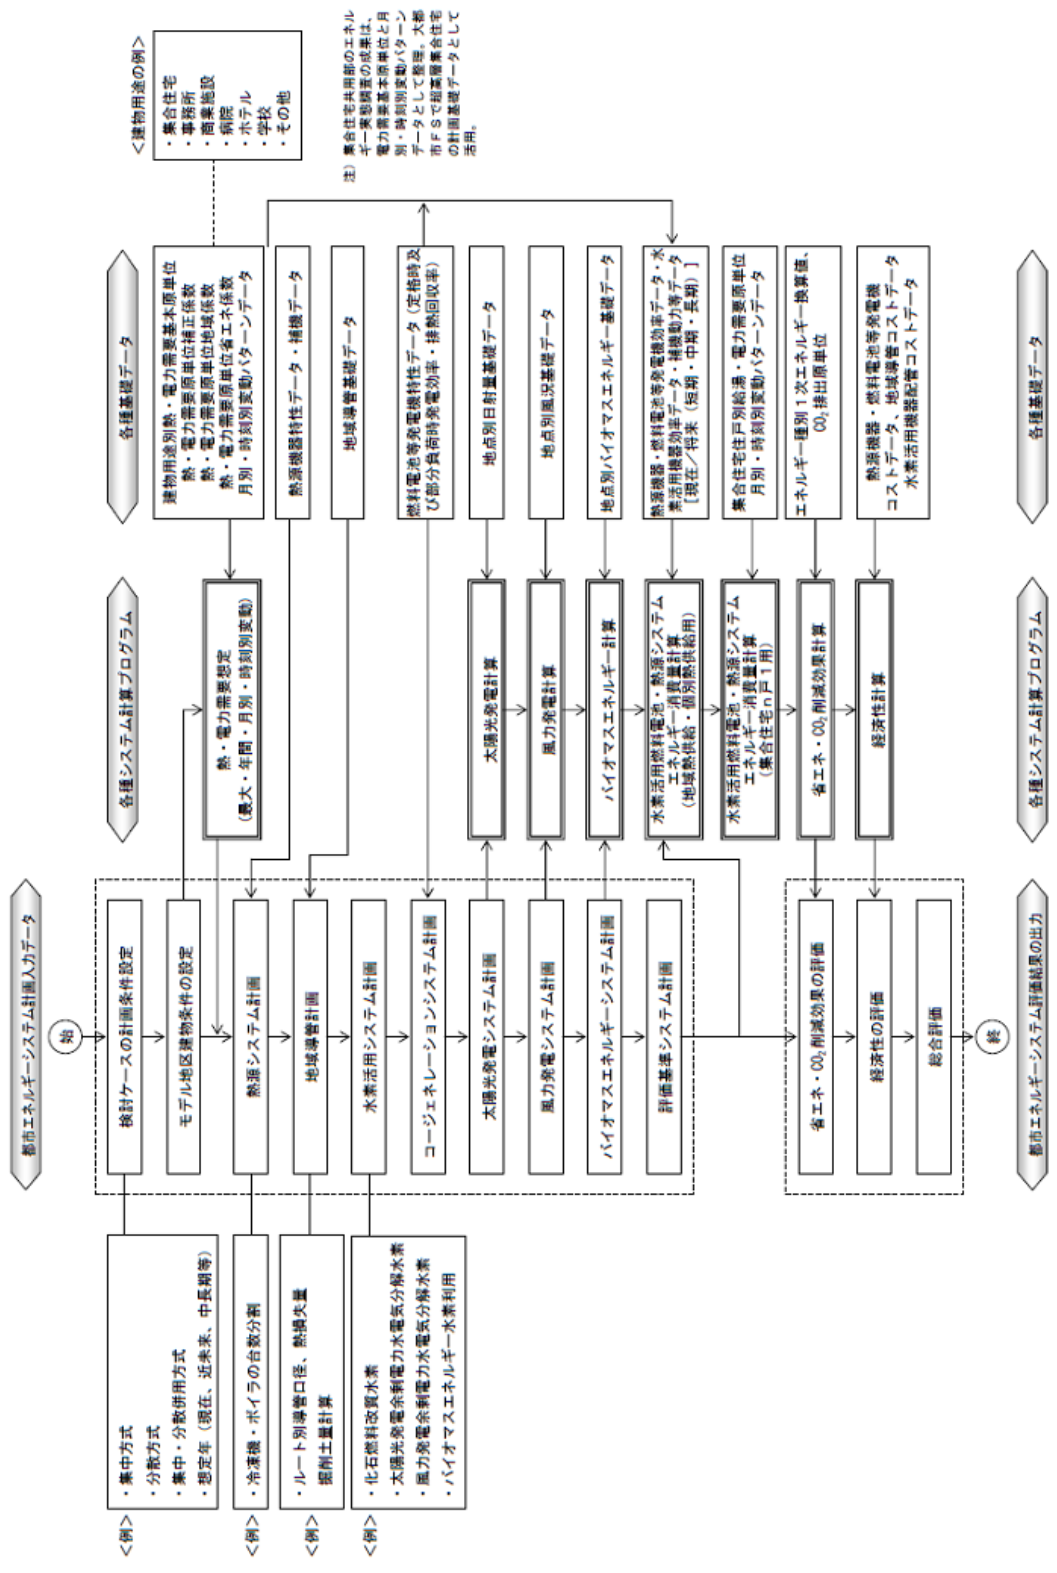 都市エネルギーシステム計画入力データ
各種システム計算プログラム
各種基礎データ
始
<例>
・集中方式
・分散方式
・集中・分散併用方式
・想定年(現在、近未来、中長期等)
<例>
・冷凍機・ボイラの台数分割
<例>
・ルート別導管口径、熱損失量
掘削土量計算
<例>
・化石燃料改質水素
・太陽光発電余剰電力水電気分解水素
・風力発電余剰電力水電気分解水素
・バイオマスエネルギー水素利用
検討ケースの計画条件設定
モデル地区建物条件の設定
熱源システム計画
地域導管計画
水素活用システム計画
コージェネレーションシステム計画
太陽光発電システム計画
風力発電システム計画
バイオマスエネルギーシステム計画
評価基準システム計画
省エネ・CO₂削減効果の評価
経済性の評価
総合評価
終
熱・電力需要想定
(最大・年間・月別・時刻別変動)
太陽光発電計算
風力発電計算
バイオマスエネルギー計算
水素活用燃料電池・熱源システム
エネルギー消費量計算
(地域熱供給・個別熱供給用)
水素活用燃料電池・熱源システム
エネルギー消費量計算
(集合住宅n戸1用)
省エネ・CO₂削減効果計算
経済性計算
建物用途別熱・電力需要基本原単位
熱・電力需要原単位補正係数
熱・電力需要原単位地域係数
熱・電力需要原単位省エネ係数
月別・時刻別変動パターンデータ
熱源機器特性データ・補機データ
地域導管基礎データ
燃料電池等発電機特性データ(定格時及
び部分負荷時発電効率・排熱回収率)
地点別日射量基礎データ
地点別風況基礎データ
地点別バイオマスエネルギー基礎データ
熱源機器・燃料電池等発電機効率データ・水
素活用機器効率データ・補機動力等データ
[現在/将来(短期・中期・長期)]
集合住宅住戸別給湯・電力需要原単位
月別・時刻別変動パターンデータ
エネルギー種別1次エネルギー換算値、
CO₂排出原単位
熱源機器・燃料電池等発電機
コストデータ、地域導管コストデータ
水素活用機器配管コストデータ
<建物用途の例>
・集合住宅
・事務所
・商業施設
・病院
・ホテル
・学校
・その他
注)集合住宅共用部のエネル
ギー実態調査の成果は、
電力需要基本原単位と月
別・時刻別変動パターン
データとして整理。大都
市FSで超高層集合住宅
の計画基礎データとして
活用。
都市エネルギーシステム評価結果の出力
各種システム計算プログラム
各種基礎データ